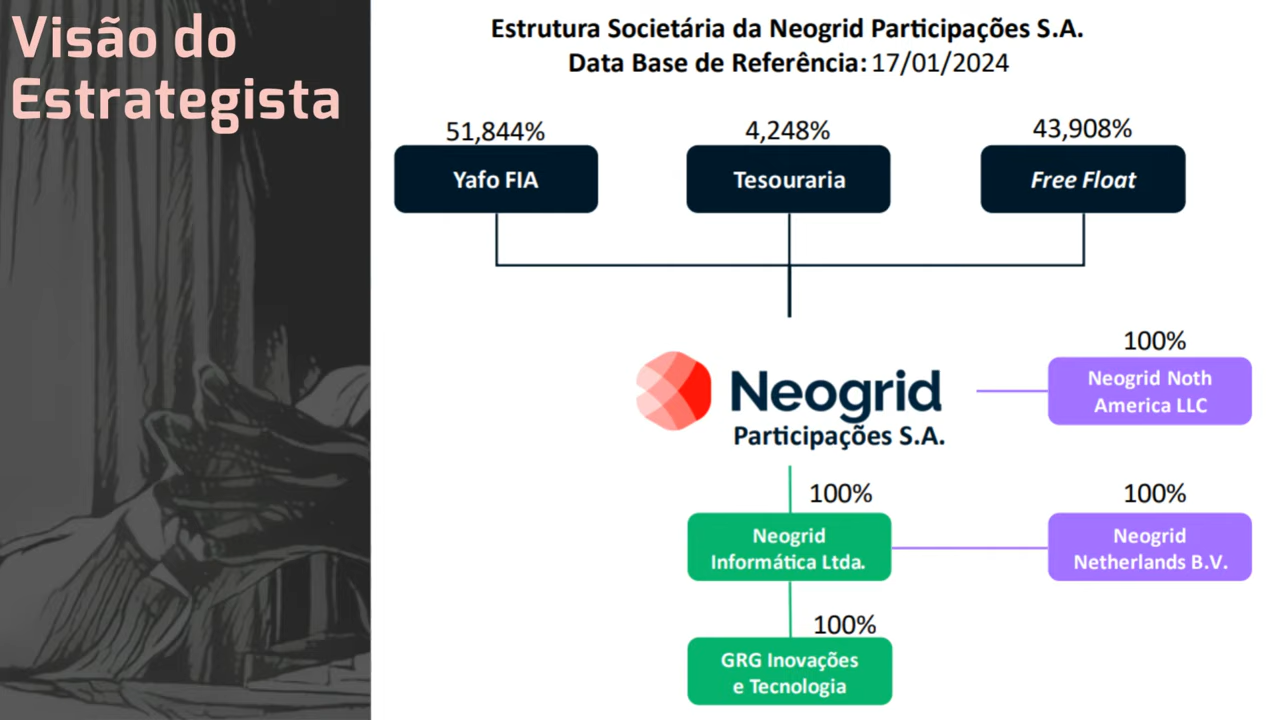 Visão do
Estrategista
Estrutura Societária da Neogrid Participações S.A.
Data Base de Referência: 17/01/2024
51,844%
4,248%
43,908%
Yafo FIA
Tesouraria
Free Float
Neogrid
Participações S.A.
100%
Neogrid Noth
America LLC
100%
Neogrid
Informática Ltda.
100%
Neogrid
Netherlands B.V.
100%
GRG Inovações
e Tecnologia